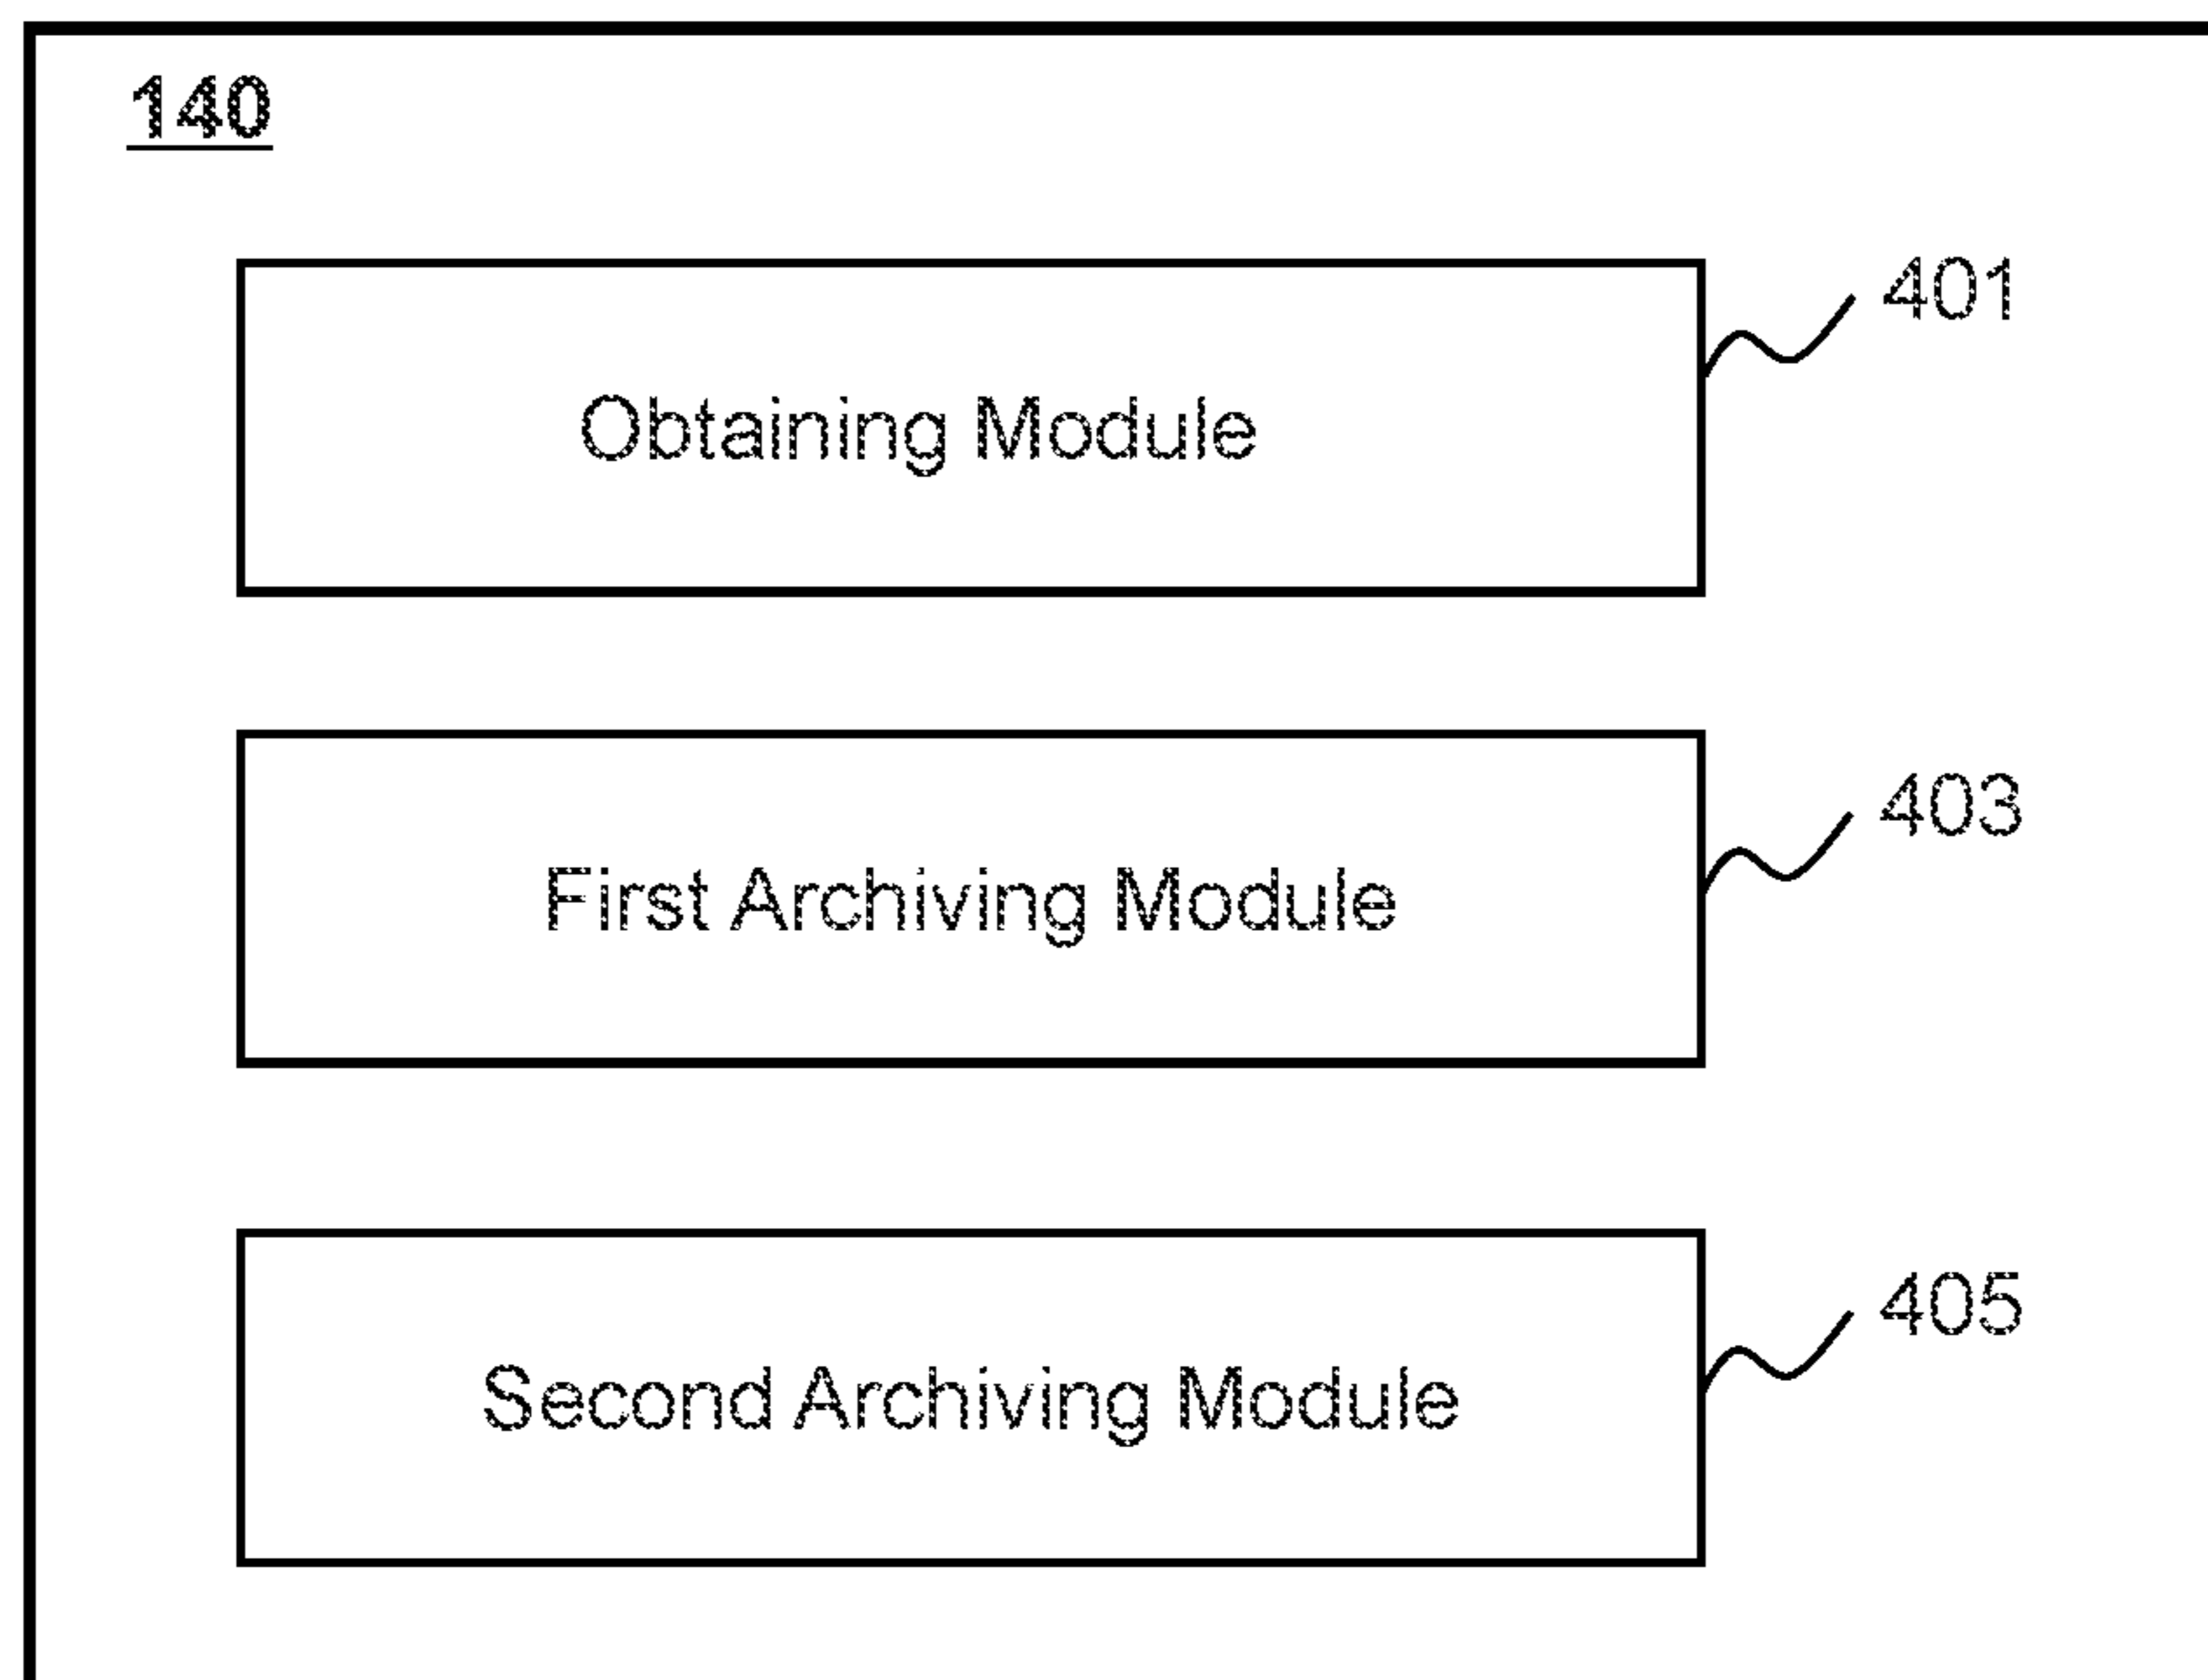 140
401
Obtaining Module
403
First Archiving Module
405
Second Archiving Module